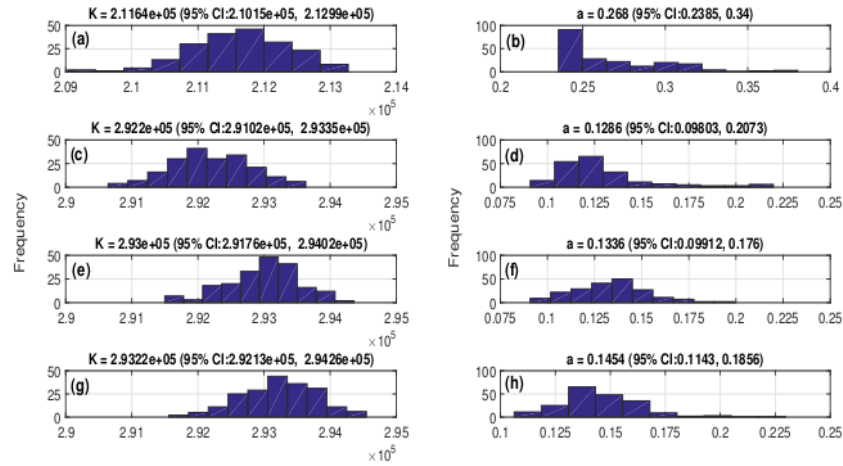 K = 2.1164e+05 (95% CI:2.1015e+05, 2.1299e+05)
(a)
50
25
0
2.09 2.1 2.11 2.12 2.13 2.14
×10^5
a = 0.268 (95% CI:0.2385, 0.34)
(b)
100
50
0
0.2 0.25 0.3 0.35 0.4
K = 2.922e+05 (95% CI:2.9102e+05, 2.9335e+05)
(c)
50
25
0
2.9 2.91 2.92 2.93 2.94 2.95
×10^5
a = 0.1286 (95% CI:0.09803, 0.2073)
(d)
100
50
0
0.075 0.1 0.125 0.15 0.175 0.2 0.225 0.25
Frequency
Frequency
K = 2.93e+05 (95% CI:2.9176e+05, 2.9402e+05)
(e)
50
25
0
2.9 2.91 2.92 2.93 2.94 2.95
×10^5
a = 0.1336 (95% CI:0.09912, 0.176)
(f)
100
50
0
0.075 0.1 0.125 0.15 0.175 0.2 0.225 0.25
K = 2.9322e+05 (95% CI:2.9213e+05, 2.9426e+05)
(g)
50
25
0
2.9 2.91 2.92 2.93 2.94 2.95
×10^5
a = 0.1454 (95% CI:0.1143, 0.1856)
(h)
100
50
0
0.1 0.125 0.15 0.175 0.2 0.225 0.25